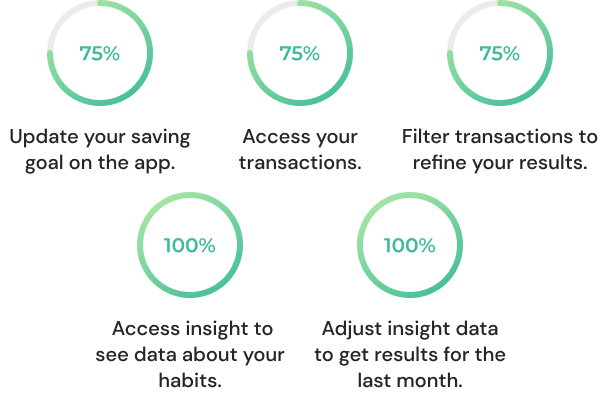 75%
75%
75%
Update your saving
goal on the app.
Access your
transactions.
Filter transactions to
refine your results.
100%
100%
Access insight to
see data about your
habits.
Adjust insight data
to get results for the
last month.